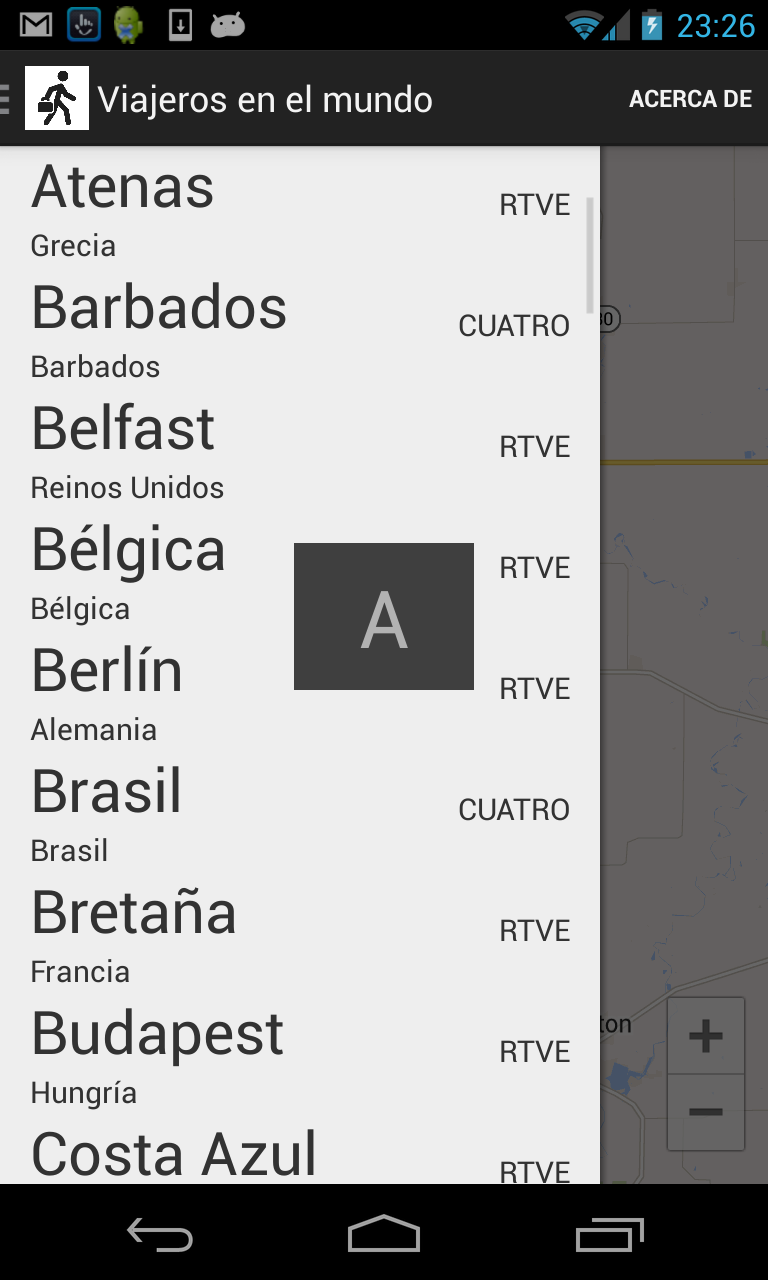 23:26
Viajeros en el mundo
ACERCA DE
Atenas
RTVE
Grecia
Barbados
CUATRO
Barbados
Belfast
RTVE
Reinos Unidos
Bélgica
RTVE
Bélgica
A
Berlín
RTVE
Alemania
Brasil
CUATRO
Brasil
Bretaña
RTVE
Francia
Budapest
RTVE
Hungría
Costa Azul
RTVE
ton
+
−